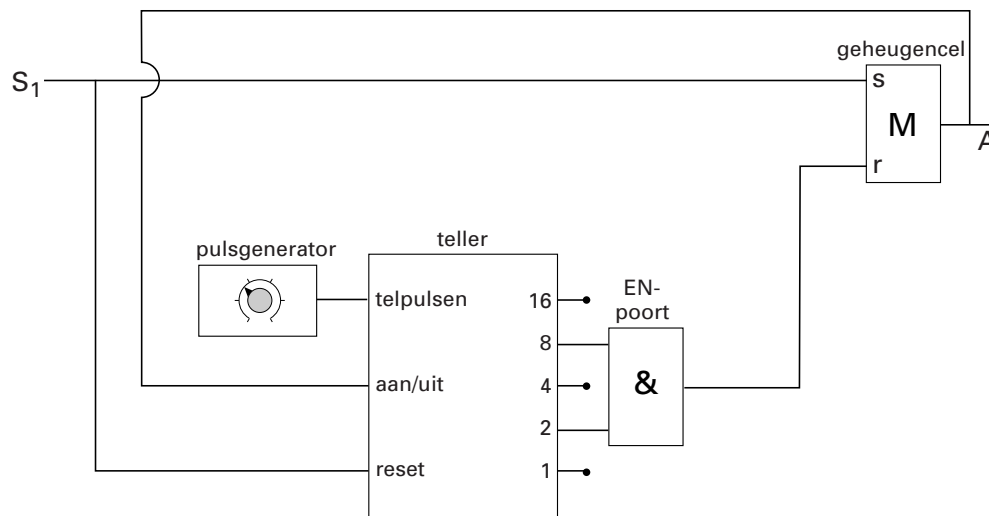 geheugencel
S1
s
M
A
r
teller
pulsgenerator
EN-
poort
telpulsen
16
8
aan/uit
4
&
2
reset
1